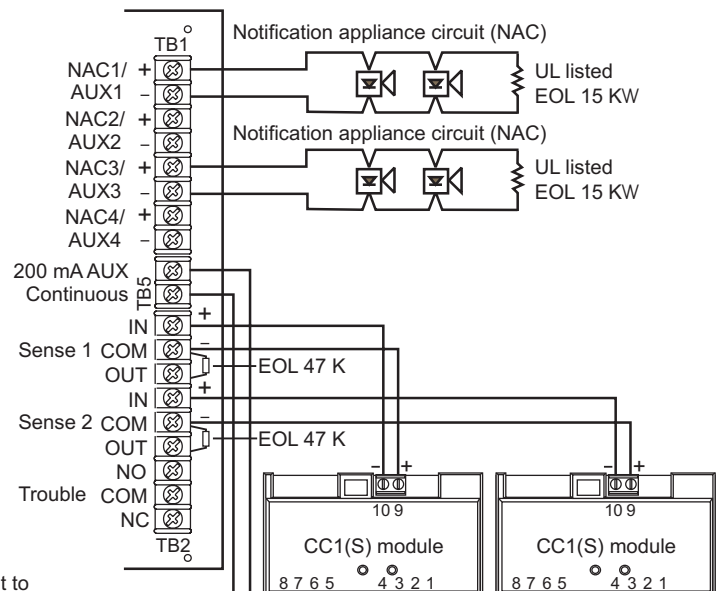 TB1
Notification appliance circuit (NAC)
NAC1/ +
AUX1 –
UL listed
EOL 15 KW
NAC2/ +
AUX2 –
Notification appliance circuit (NAC)
NAC3/ +
AUX3 –
UL listed
EOL 15 KW
NAC4/ +
AUX4 –
200 mA AUX
Continuous
TB5
IN +
Sense 1 COM –
OUT
EOL 47 K
IN +
Sense 2 COM –
OUT
EOL 47 K
NO
Trouble COM
NC
TB2
– +
10 9
CC1(S) module
8 7 6 5 4 3 2 1
– +
10 9
CC1(S) module
8 7 6 5 4 3 2 1
t to